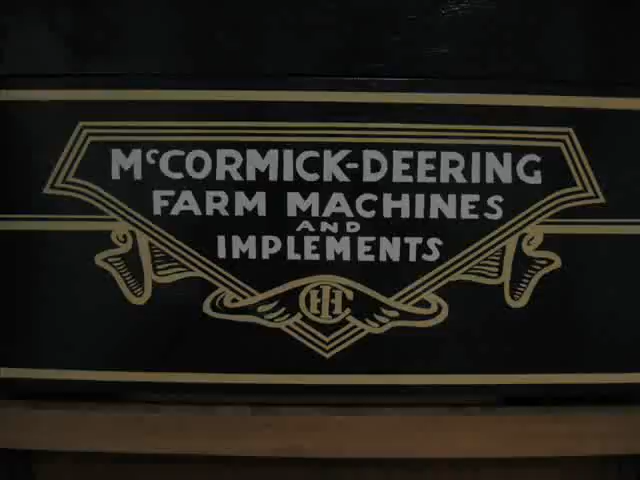 McCORMICK-DEERING
FARM MACHINES
AND
IMPLEMENTS
IHC